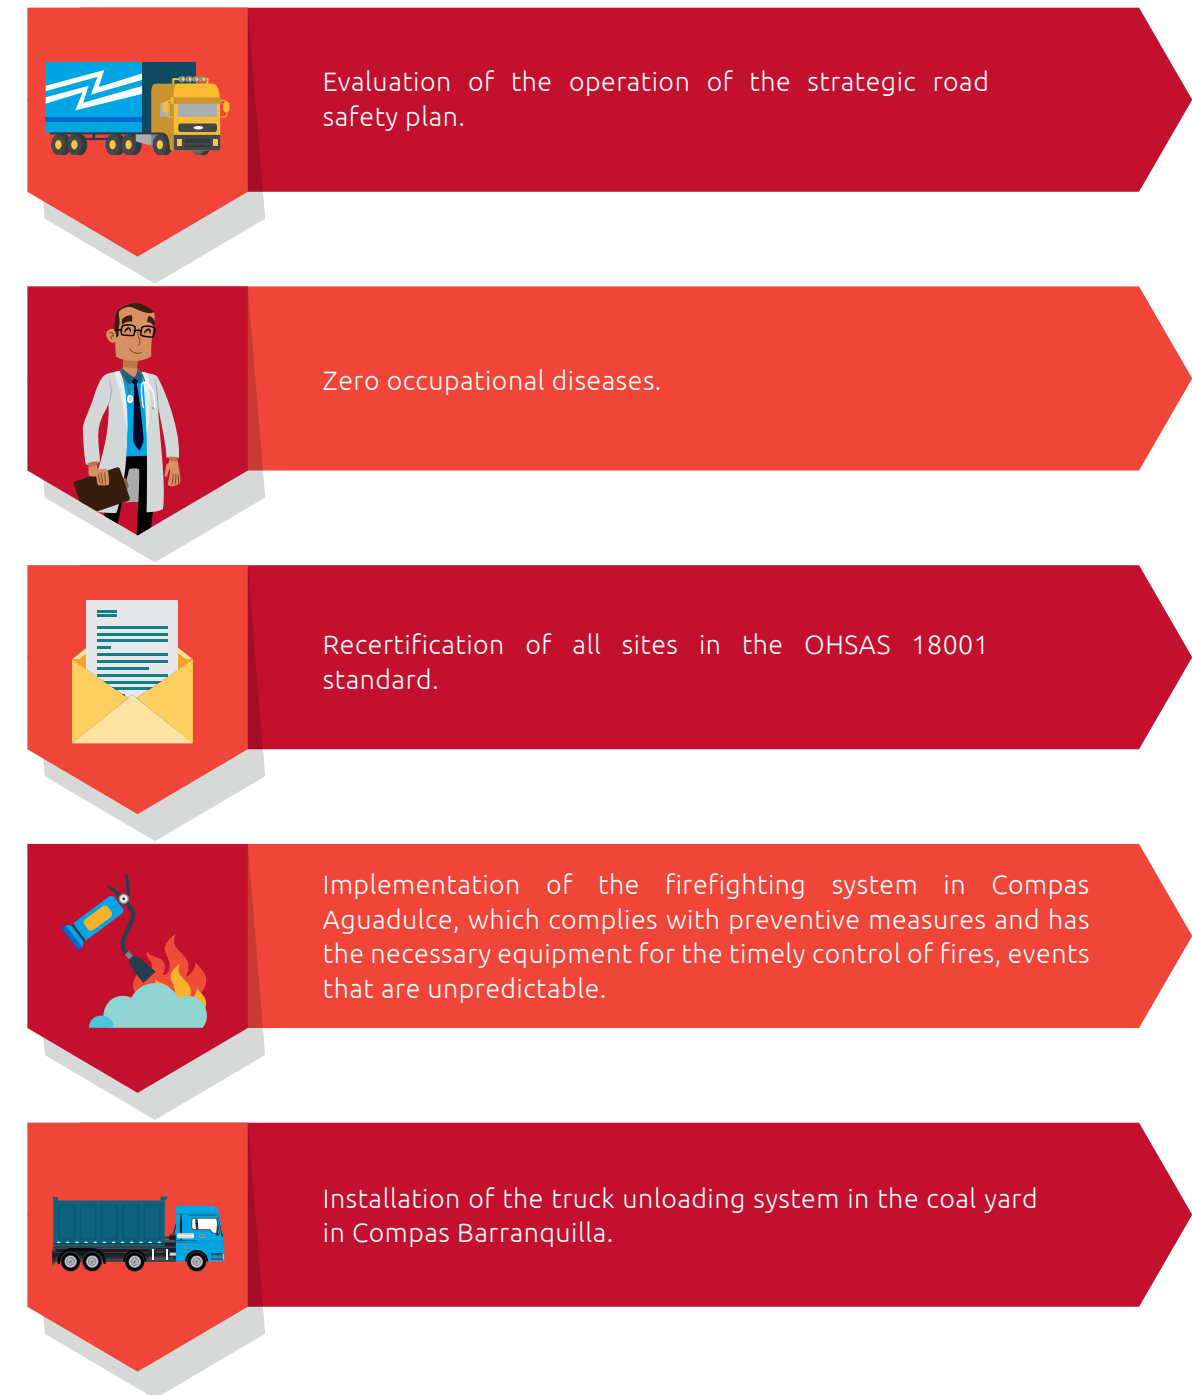 Evaluation of the operation of the strategic road
safety plan.
Zero occupational diseases.
Recertification of all sites in the OHSAS 18001
standard.
Implementation of the firefighting system in Compas
Aguadulce, which complies with preventive measures and has
the necessary equipment for the timely control of fires, events
that are unpredictable.
Installation of the truck unloading system in the coal yard
in Compas Barranquilla.